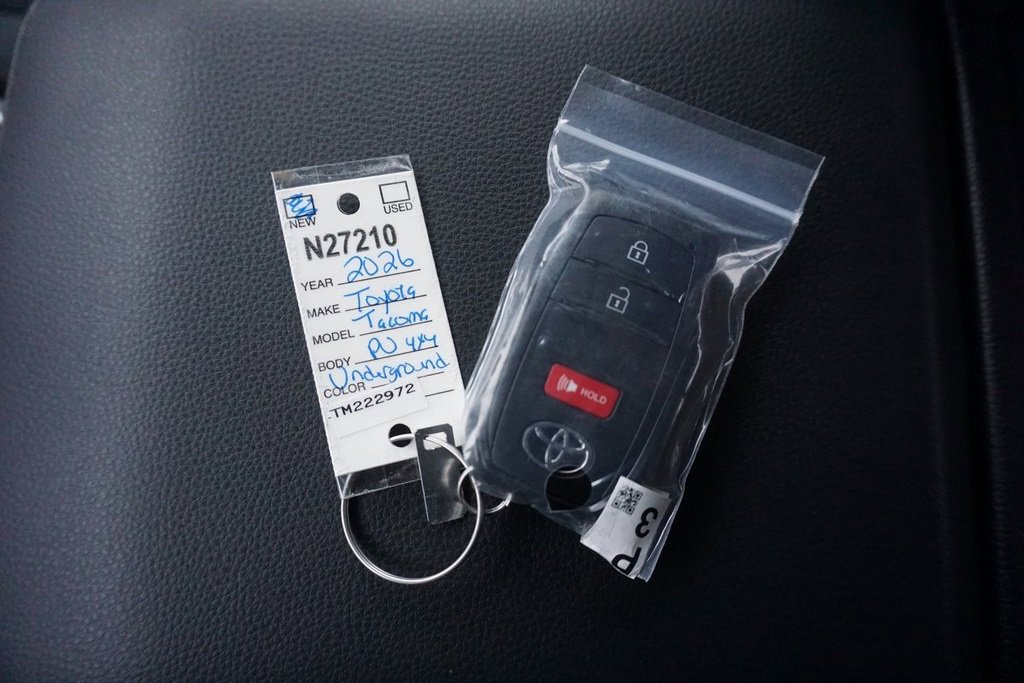 NEW
USED
N27210
YEAR 2026
MAKE Toyota
MODEL Tacoma
BODY PU 4x4
COLOR Underground
TM222972
HOLD
3
P